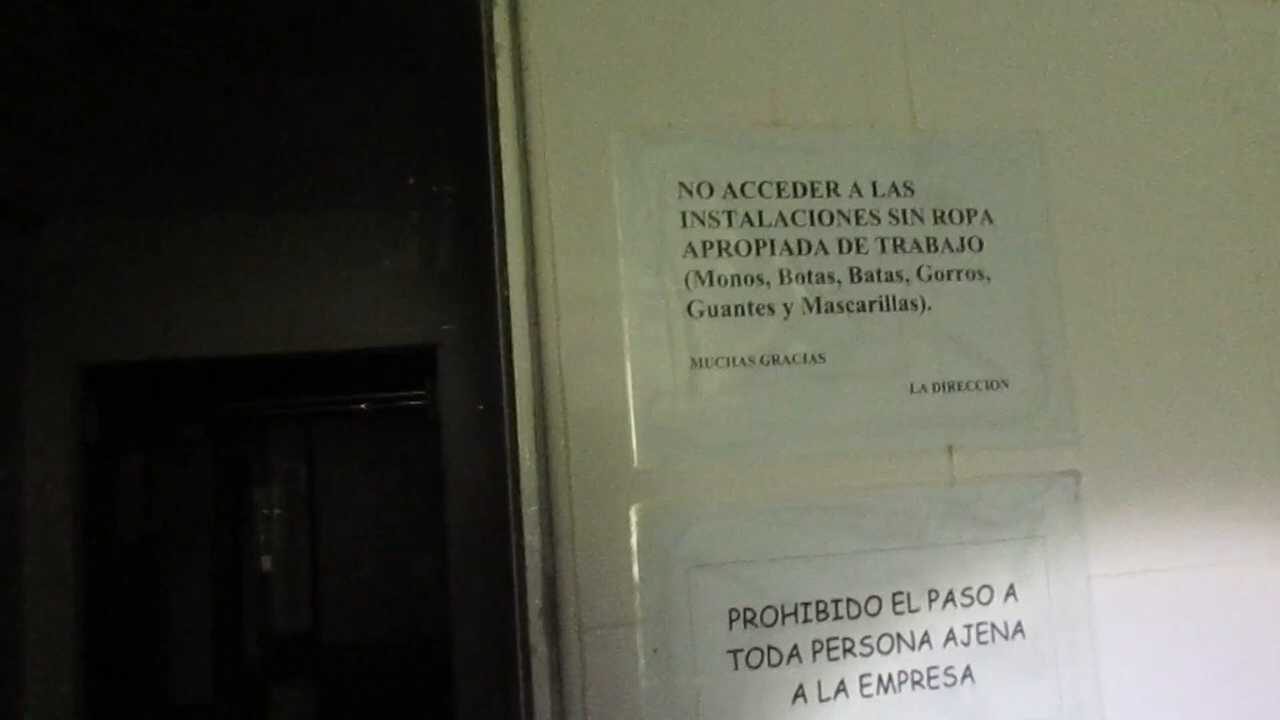 NO ACCEDER A LAS
INSTALACIONES SIN ROPA
APROPIADA DE TRABAJO
(Monos, Botas, Batas, Gorros,
Guantes y Mascarillas).
MUCHAS GRACIAS
LA DIRECCION
PROHIBIDO EL PASO A
TODA PERSONA AJENA
A LA EMPRESA